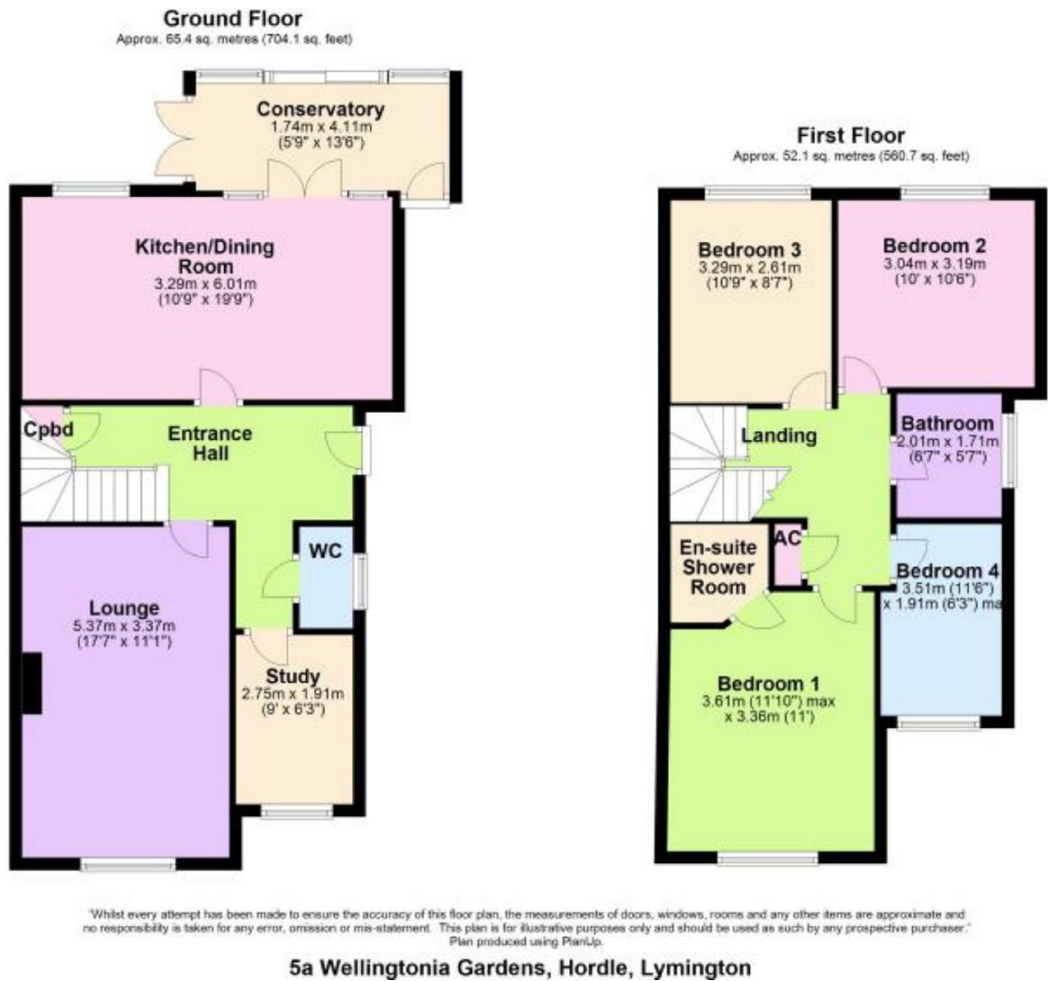 Ground Floor
Approx. 65.4 sq. metres (704.1 sq. feet)
Conservatory
1.74m x 4.11m
(5'9" x 13'6")
Kitchen/Dining
Room
3.29m x 6.01m
(10'9" x 19'9")
Cpbd
Entrance
Hall
WC
Lounge
5.37m x 3.37m
(17'7" x 11'1")
Study
2.75m x 1.91m
(9' x 6'3")
First Floor
Approx. 52.1 sq. metres (560.7 sq. feet)
Bedroom 3
3.29m x 2.61m
(10'9" x 8'7")
Bedroom 2
3.04m x 3.19m
(10' x 10'6")
Landing
Bathroom
2.01m x 1.71m
(6'7" x 5'7")
En-suite
Shower
Room
AC
Bedroom 4
3.51m (11'6")
x 1.91m (6'3") ma
Bedroom 1
3.61m (11'10") max
x 3.36m (11')
'Whilst every attempt has been made to ensure the accuracy of this floor plan, the measurements of doors, windows, rooms and any other items are approximate and
no responsibility is taken for any error, omission or mis-statement. This plan is for illustrative purposes only and should be used as such by any prospective purchaser.'
Plan produced using PlanUp.
5a Wellingtonia Gardens, Hordle, Lymington